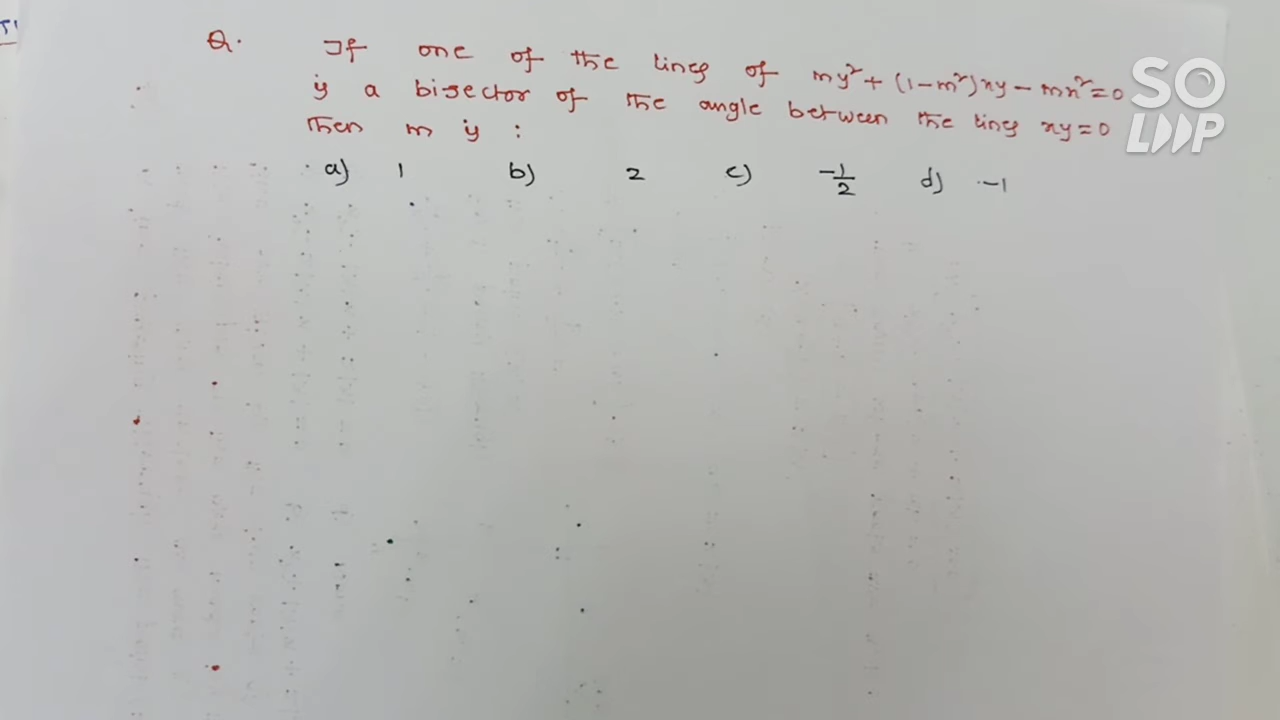 Q. If one of the lines of my² + (1-m²)xy - mx² = 0
is a bisector of the angle between the lines xy = 0
then m is :
a) 1 b) 2 c) -1/2 d) -1
SO
LOOP